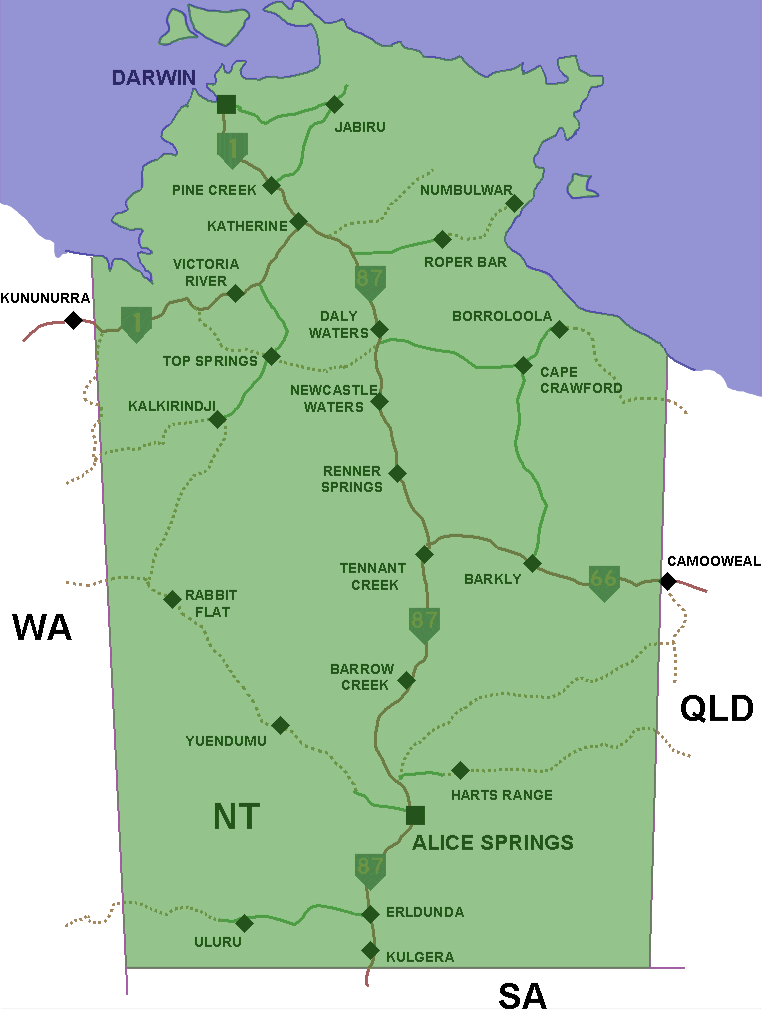 DARWIN
JABIRU
1
PINE CREEK
NUMBULWAR
KATHERINE
ROPER BAR
VICTORIA
RIVER
87
KUNUNURRA
1
DALY
WATERS
BORROLOOLA
TOP SPRINGS
CAPE
CRAWFORD
NEWCASTLE
WATERS
KALKIRINDJI
RENNER
SPRINGS
CAMOOWEAL
TENNANT
CREEK
BARKLY
66
RABBIT
FLAT
WA
87
BARROW
CREEK
QLD
YUENDUMU
HARTS RANGE
NT
ALICE SPRINGS
87
ERLDUNDA
ULURU
KULGERA
SA